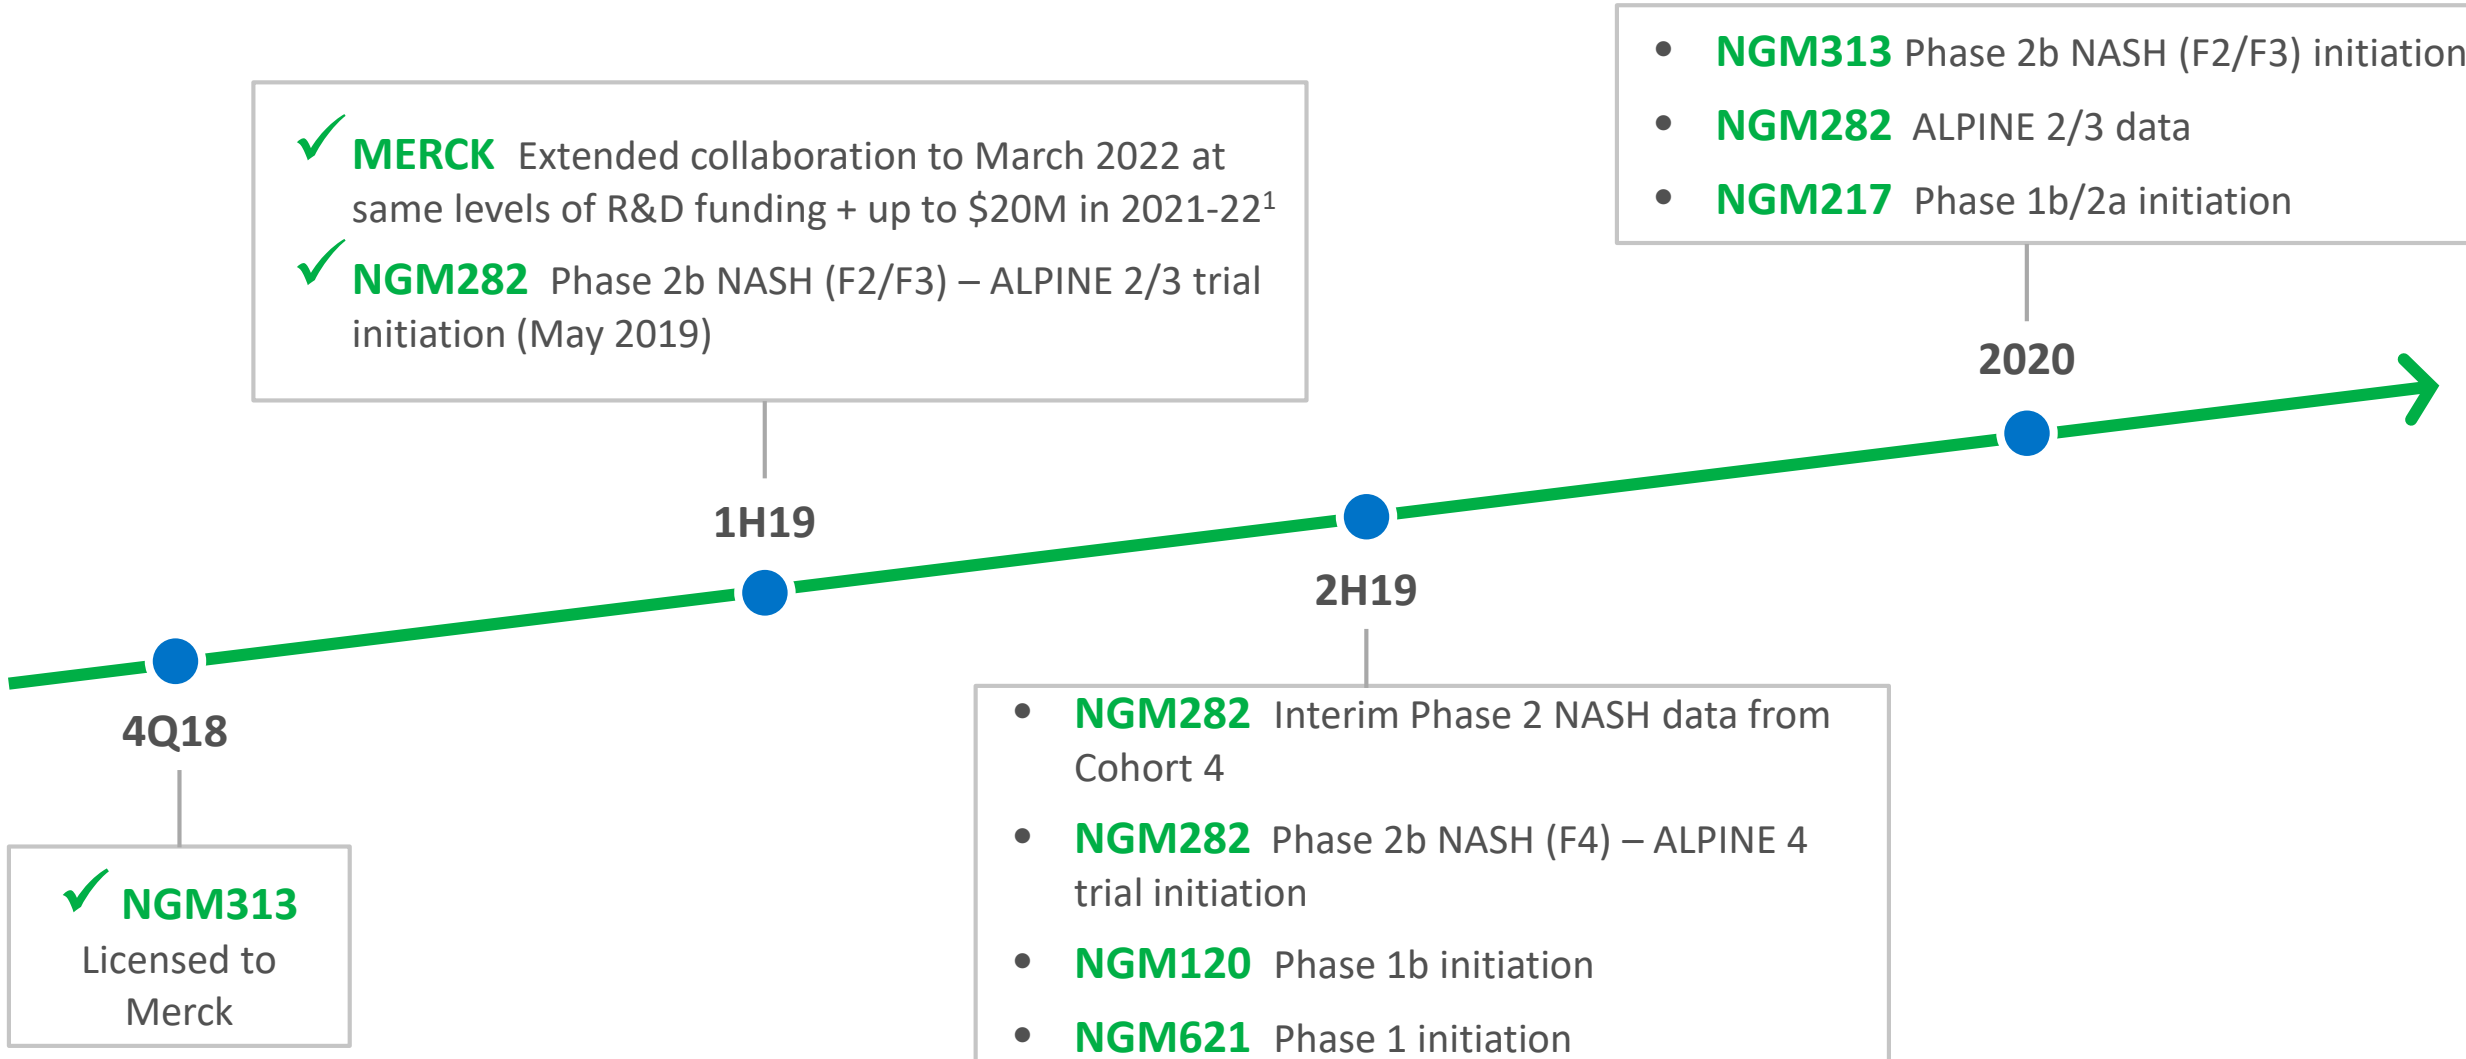 • NGM313 Phase 2b NASH (F2/F3) initiation
• NGM282 ALPINE 2/3 data
• NGM217 Phase 1b/2a initiation
✓ MERCK Extended collaboration to March 2022 at
same levels of R&D funding + up to $20M in 2021-22¹
✓ NGM282 Phase 2b NASH (F2/F3) – ALPINE 2/3 trial
initiation (May 2019)
2020
1H19
2H19
4Q18
• NGM282 Interim Phase 2 NASH data from
Cohort 4
• NGM282 Phase 2b NASH (F4) – ALPINE 4
trial initiation
• NGM120 Phase 1b initiation
• NGM621 Phase 1 initiation
✓ NGM313
Licensed to
Merck